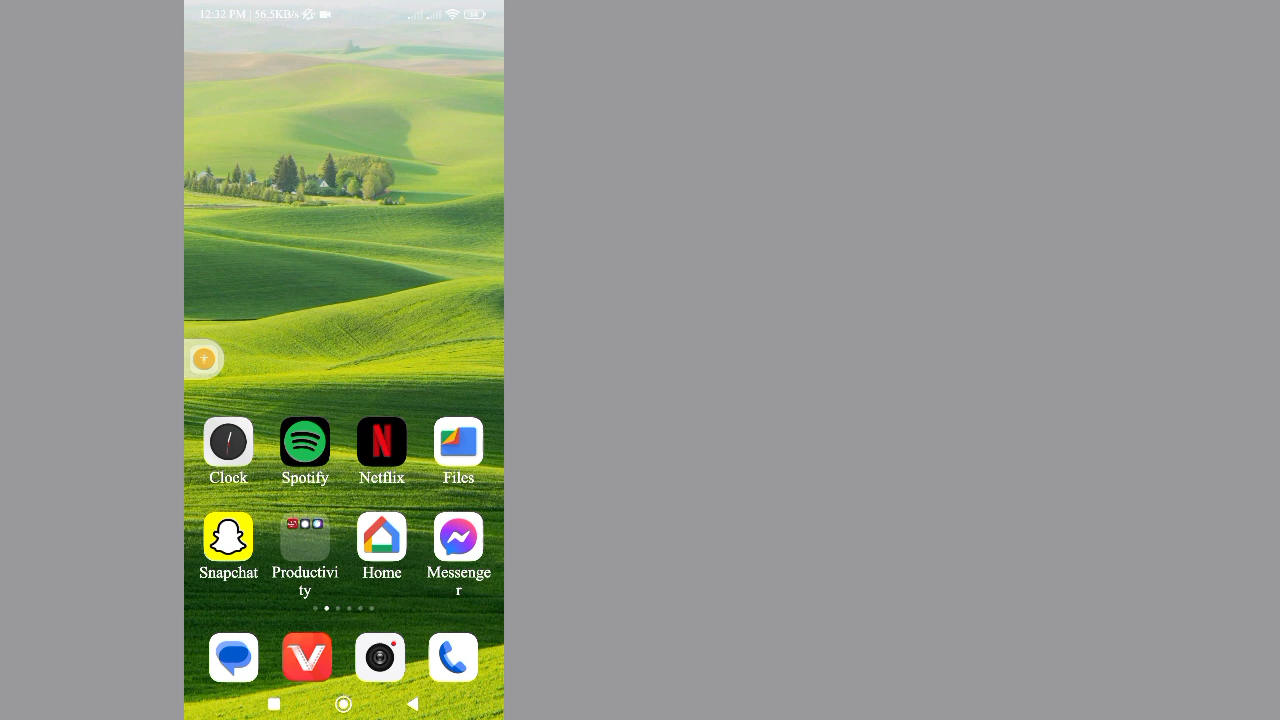 12:32 PM | 56.5KB/s
Clock
Spotify
Netflix
Files
Snapchat
Productivi
ty
Home
Messenge
r